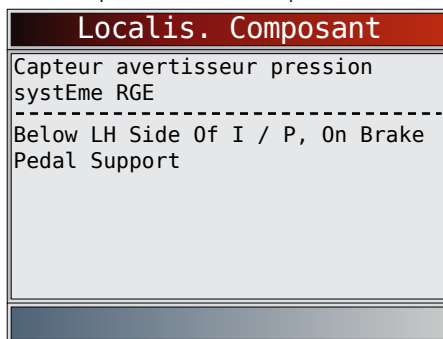 Localis. Composant
Capteur avertisseur pression
systEme RGE
Below LH Side Of I / P, On Brake
Pedal Support